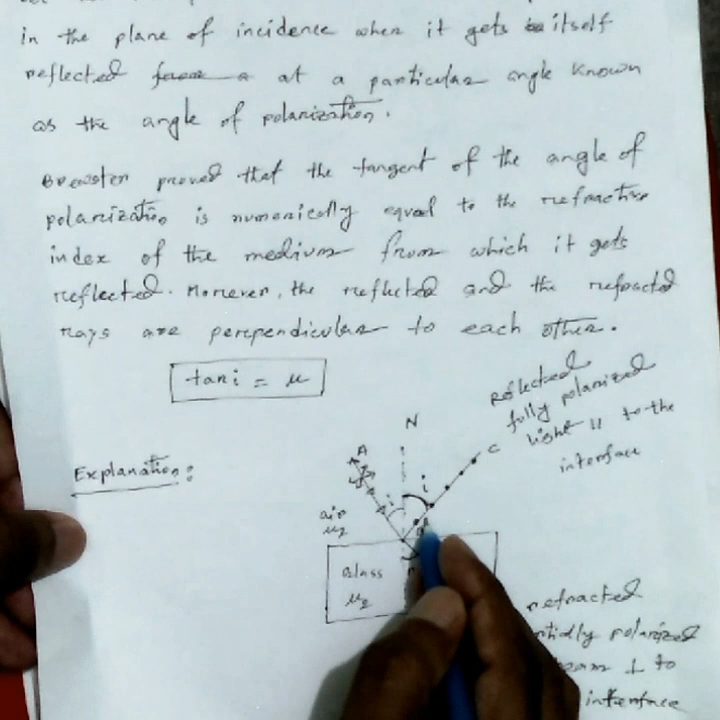 in the plane of incidence when it gets itself
reflected from a at a particular angle known
as the angle of polarization.
Brewster proved that the tangent of the angle of
polarization is numerically equal to the refractive
index of the medium from which it gets
reflected. Moreover, the reflected and the refracted
rays are perpendicular to each other.
tan i = μ
Explanation:
N
A
i
i
C
Reflected
fully polarized
light || to the
interface
air
μ2
Glass
μ2
r
refracted
polarized
⊥ to
interface